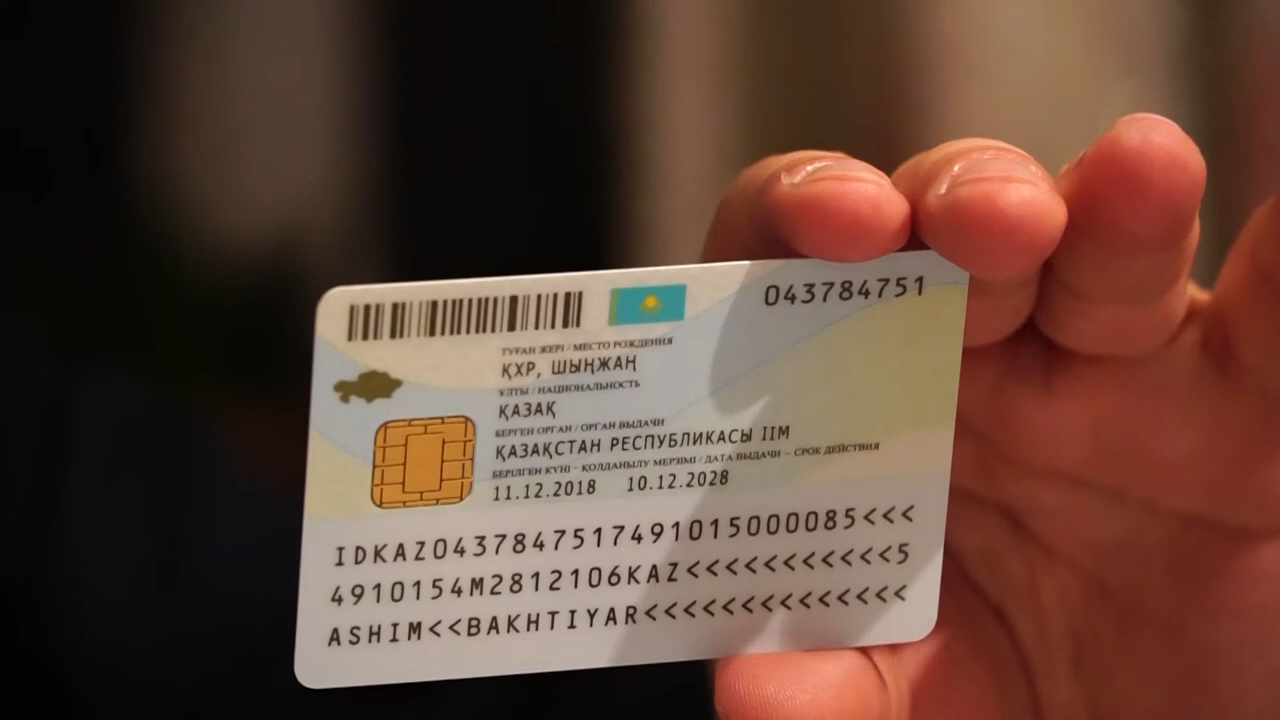 043784751
ТУҒАН ЖЕРІ / МЕСТО РОЖДЕНИЯ
ҚХР, ШЫҢЖАҢ
ҰЛТЫ / НАЦИОНАЛЬНОСТЬ
ҚАЗАҚ
БЕРГЕН ОРГАН / ОРГАН ВЫДАЧИ
ҚАЗАҚСТАН РЕСПУБЛИКАСЫ ІІМ
БЕРІЛГЕН КҮНІ – ҚОЛДАНЫЛУ МЕРЗІМІ / ДАТА ВЫДАЧИ – СРОК ДЕЙСТВИЯ
11.12.2018 10.12.2028
IDKAZ0437847517491015000085<<<
4910154M2812106KAZ<<<<<<<<<<<5
ASHIM<<BAKHTIYAR<<<<<<<<<<<<<<